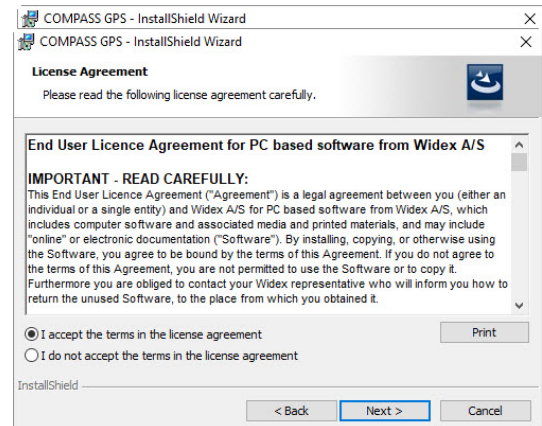 COMPASS GPS - InstallShield Wizard
COMPASS GPS - InstallShield Wizard
License Agreement
Please read the following license agreement carefully.
End User Licence Agreement for PC based software from Widex A/S
IMPORTANT - READ CAREFULLY:
This End User Licence Agreement ("Agreement") is a legal agreement between you (either an
individual or a single entity) and Widex A/S for PC based software from Widex A/S, which
includes computer software and associated media and printed materials, and may include
"online" or electronic documentation ("Software"). By installing, copying, or otherwise using
the Software, you agree to be bound by the terms of this Agreement. If you do not agree to
the terms of this Agreement, you are not permitted to use the Software or to copy it.
Furthermore you are obliged to contact your Widex representative who will inform you how to
return the unused Software, to the place from which you obtained it.
I accept the terms in the license agreement
Print
I do not accept the terms in the license agreement
InstallShield
< Back Next > Cancel